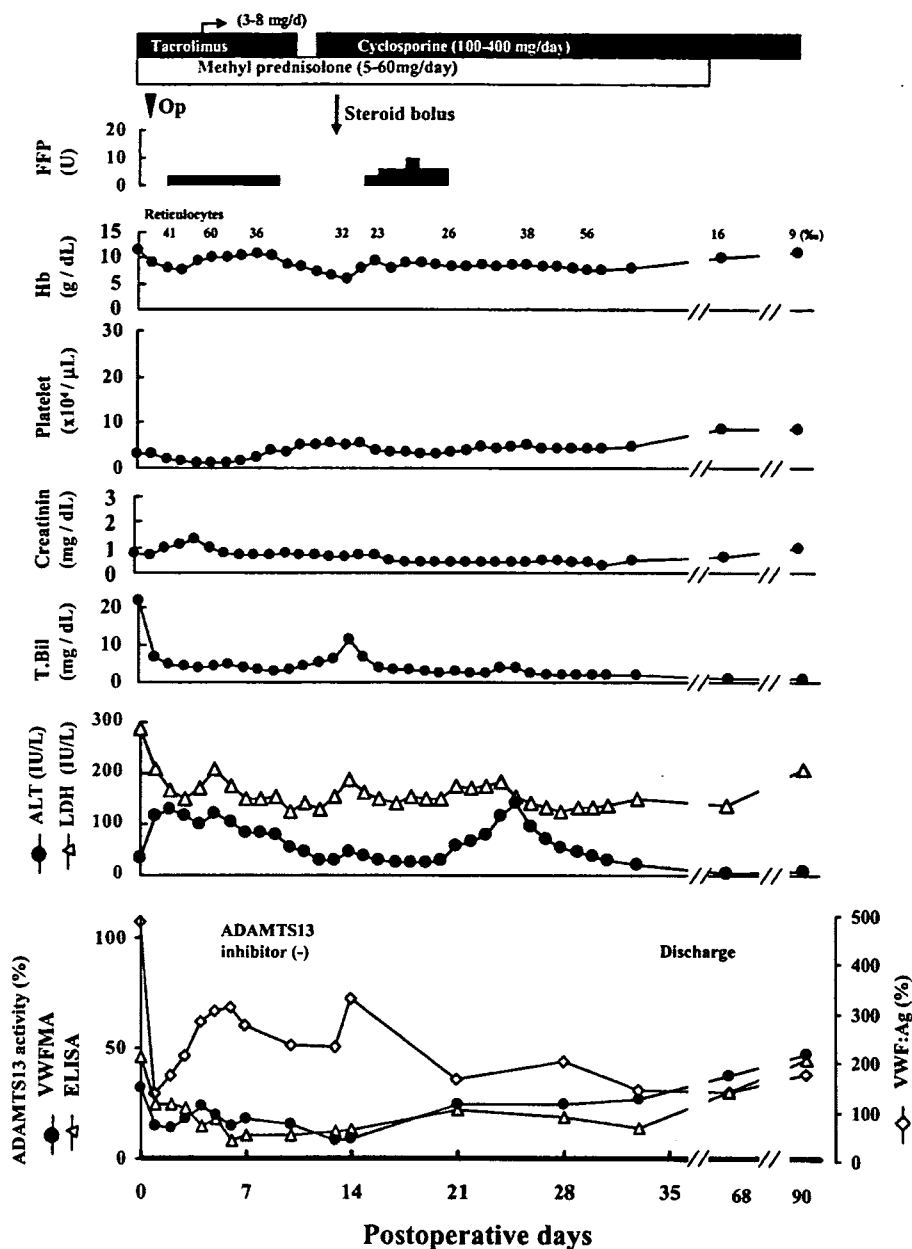 (3-8 mg/d)
Tacrolimus
Cyclosporine (100-400 mg/day)
Methyl prednisolone (5-60mg/day)
Op
Steroid bolus
FFP
(U)
20
10
0
Reticulocytes
41 60 36 32 23 26 38 56 16 9 (‰)
Hb
(g / dL)
15
10
5
0
Platelet
(x10⁴/μL)
30
20
10
0
Creatinin
(mg / dL)
3
2
1
0
T.Bil
(mg / dL)
20
10
0
ALT (IU/L)
LDH (IU/L)
300
200
100
0
ADAMTS13 activity (%)
VWFMA
ELISA
100
50
0
ADAMTS13
inhibitor (-)
Discharge
500
400
300
200
100
0
VWF:Ag (%)
0 7 14 21 28 35 68 90
Postoperative days